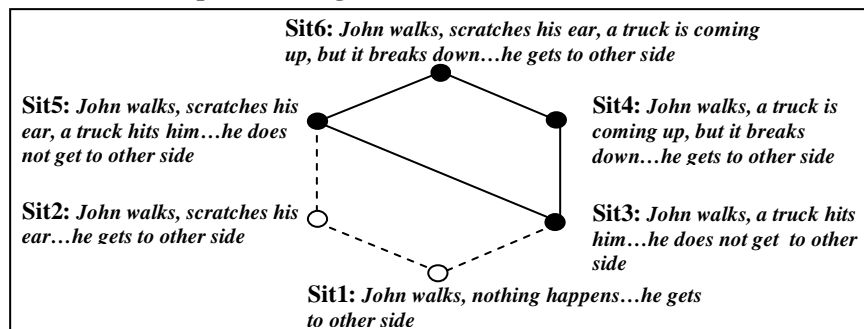 Sit6: John walks, scratches his ear, a truck is coming
up, but it breaks down…he gets to other side
Sit5: John walks, scratches his
ear, a truck hits him…he does
not get to other side
Sit4: John walks, a truck is
coming up, but it breaks
down…he gets to other side
Sit2: John walks, scratches his
ear…he gets to other side
Sit3: John walks, a truck hits
him…he does not get to other
side
Sit1: John walks, nothing happens…he gets
to other side